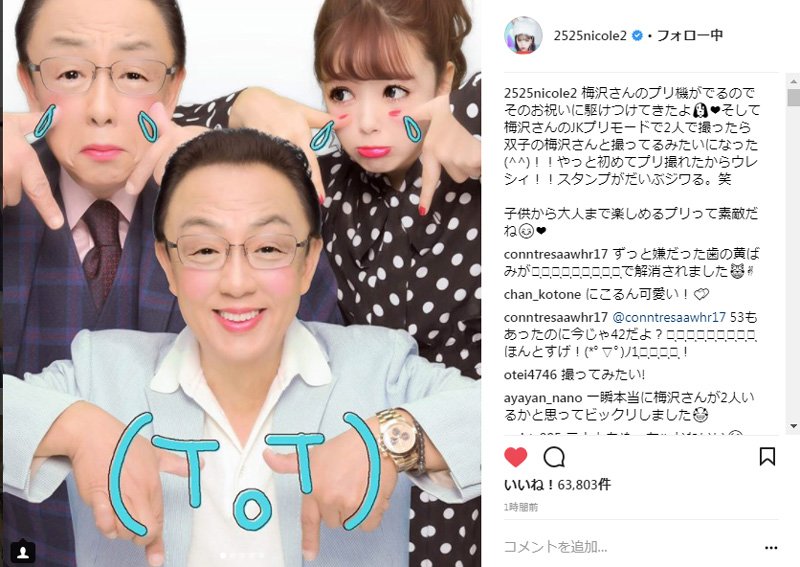 2525nicole2 ・フォロー中
2525nicole2 梅沢さんのプリ機がでるので
そのお祝いに駆けつけてきたよ❤そして
梅沢さんのJKプリモードで2人で撮ったら
双子の梅沢さんと撮ってるみたいになった
(^^)！！やっと初めてプリ撮れたからウレ
シイ！！スタンプがだいぶジワる。笑
子供から大人まで楽しめるプリって素敵だ
ね❤
conntresaawhr17 ずっと嫌だった歯の黄ば
みが で解消されました
chan_kotone にこるん可愛い！
conntresaawhr17 @conntresaawhr17 53も
あったのに今じゃ42だよ？
ほんとすげ！(*ﾟ▽ﾟ)ﾉ
otei4746 撮ってみたい!
ayayan_nano 一瞬本当に梅沢さんが2人い
るかと思ってビックリしました
(ToT)
いいね！63,803件
1時間前
コメントを追加...